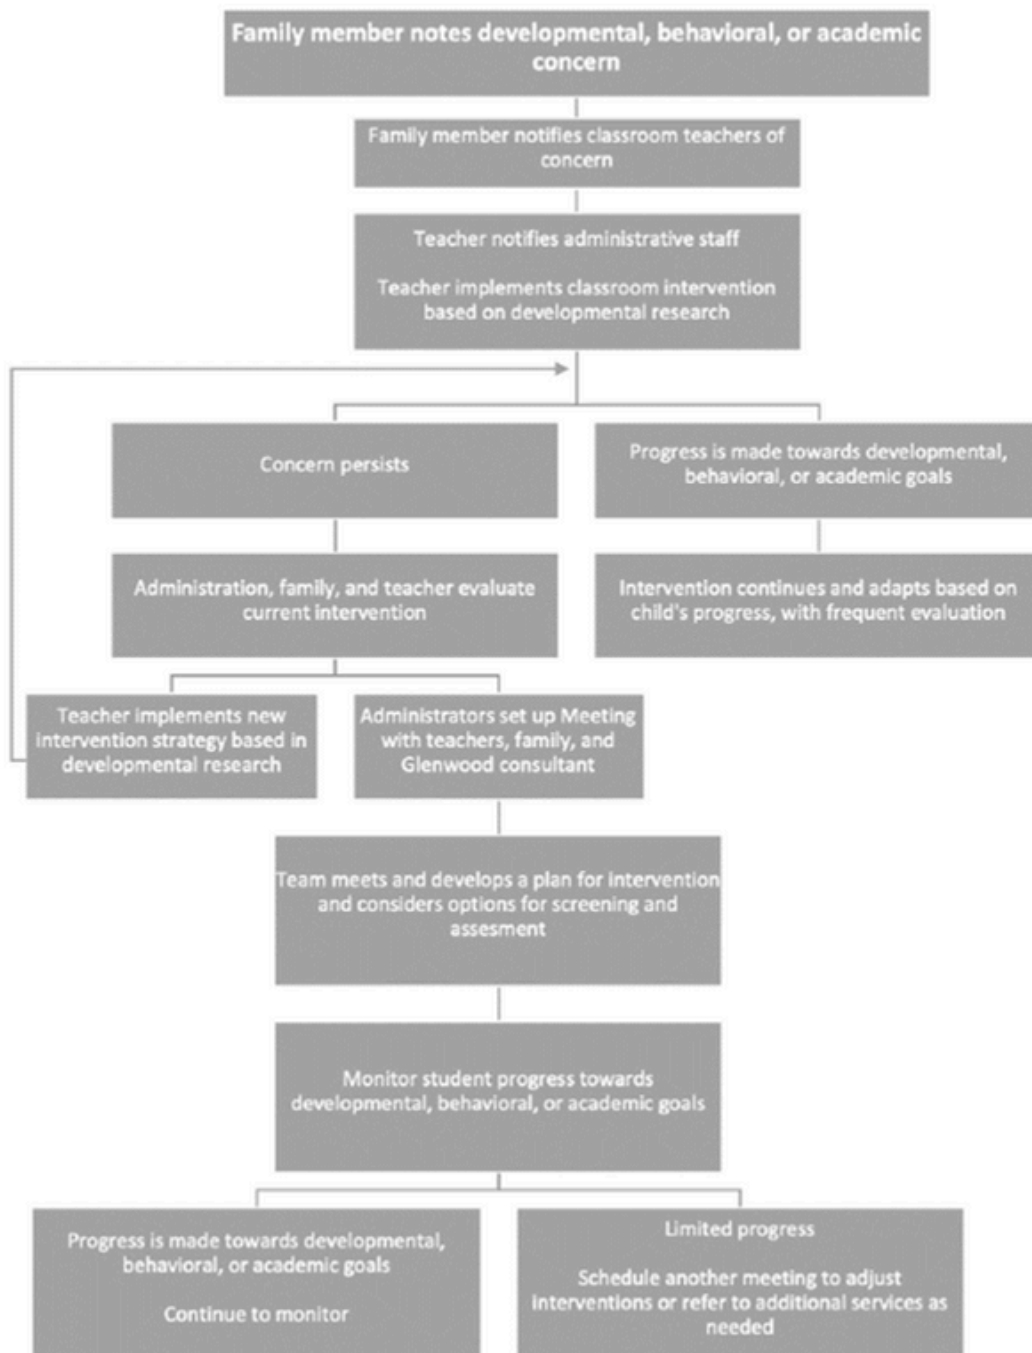 Family member notes developmental, behavioral, or academic
concern
Family member notifies classroom teachers of
concern
Teacher notifies administrative staff
Teacher implements classroom intervention
based on developmental research
Concern persists
Progress is made towards developmental,
behavioral, or academic goals
Administration, family, and teacher evaluate
current intervention
Intervention continues and adapts based on
child's progress, with frequent evaluation
Teacher implements new
intervention strategy based in
developmental research
Administrators set up Meeting
with teachers, family, and
Glenwood consultant
Team meets and develops a plan for intervention
and considers options for screening and
assesment
Monitor student progress towards
developmental, behavioral, or academic goals
Progress is made towards developmental,
behavioral, or academic goals
Continue to monitor
Limited progress
Schedule another meeting to adjust
interventions or refer to additional services as
needed